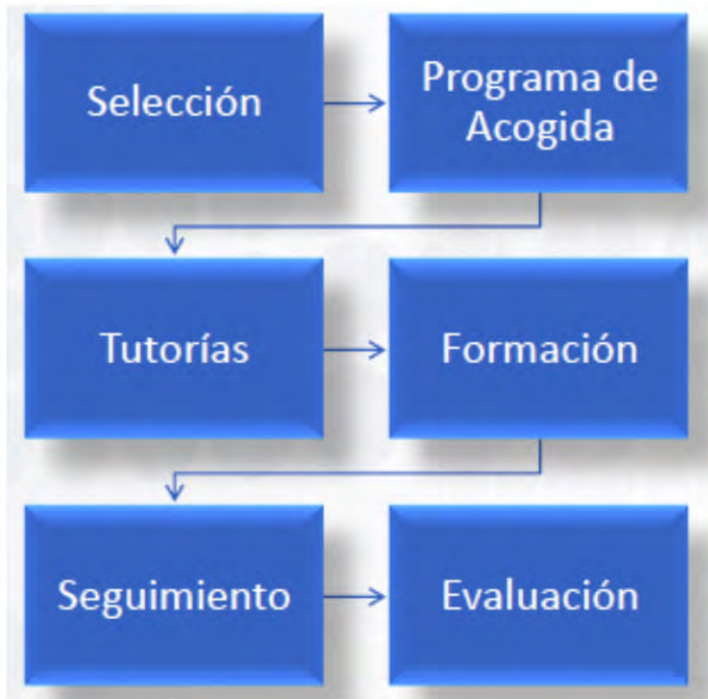 Selección
Programa de
Acogida
Tutorías
Formación
Seguimiento
Evaluación